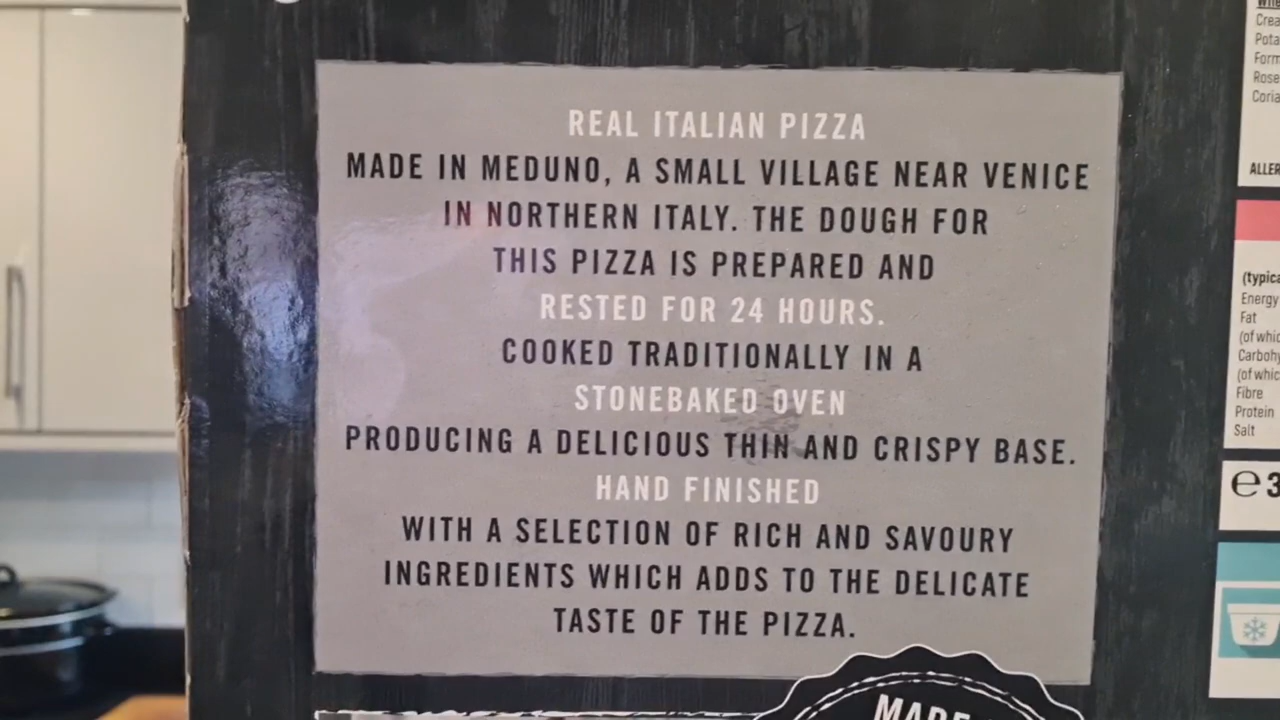 REAL ITALIAN PIZZA
MADE IN MEDUNO, A SMALL VILLAGE NEAR VENICE
IN NORTHERN ITALY. THE DOUGH FOR
THIS PIZZA IS PREPARED AND
RESTED FOR 24 HOURS.
COOKED TRADITIONALLY IN A
STONEBAKED OVEN
PRODUCING A DELICIOUS THIN AND CRISPY BASE.
HAND FINISHED
WITH A SELECTION OF RICH AND SAVOURY
INGREDIENTS WHICH ADDS TO THE DELICATE
TASTE OF THE PIZZA.
MADE
(typica
Energy
Fat
(of whic
Carbohy
(of which
Fibre
Protein
Salt
e3